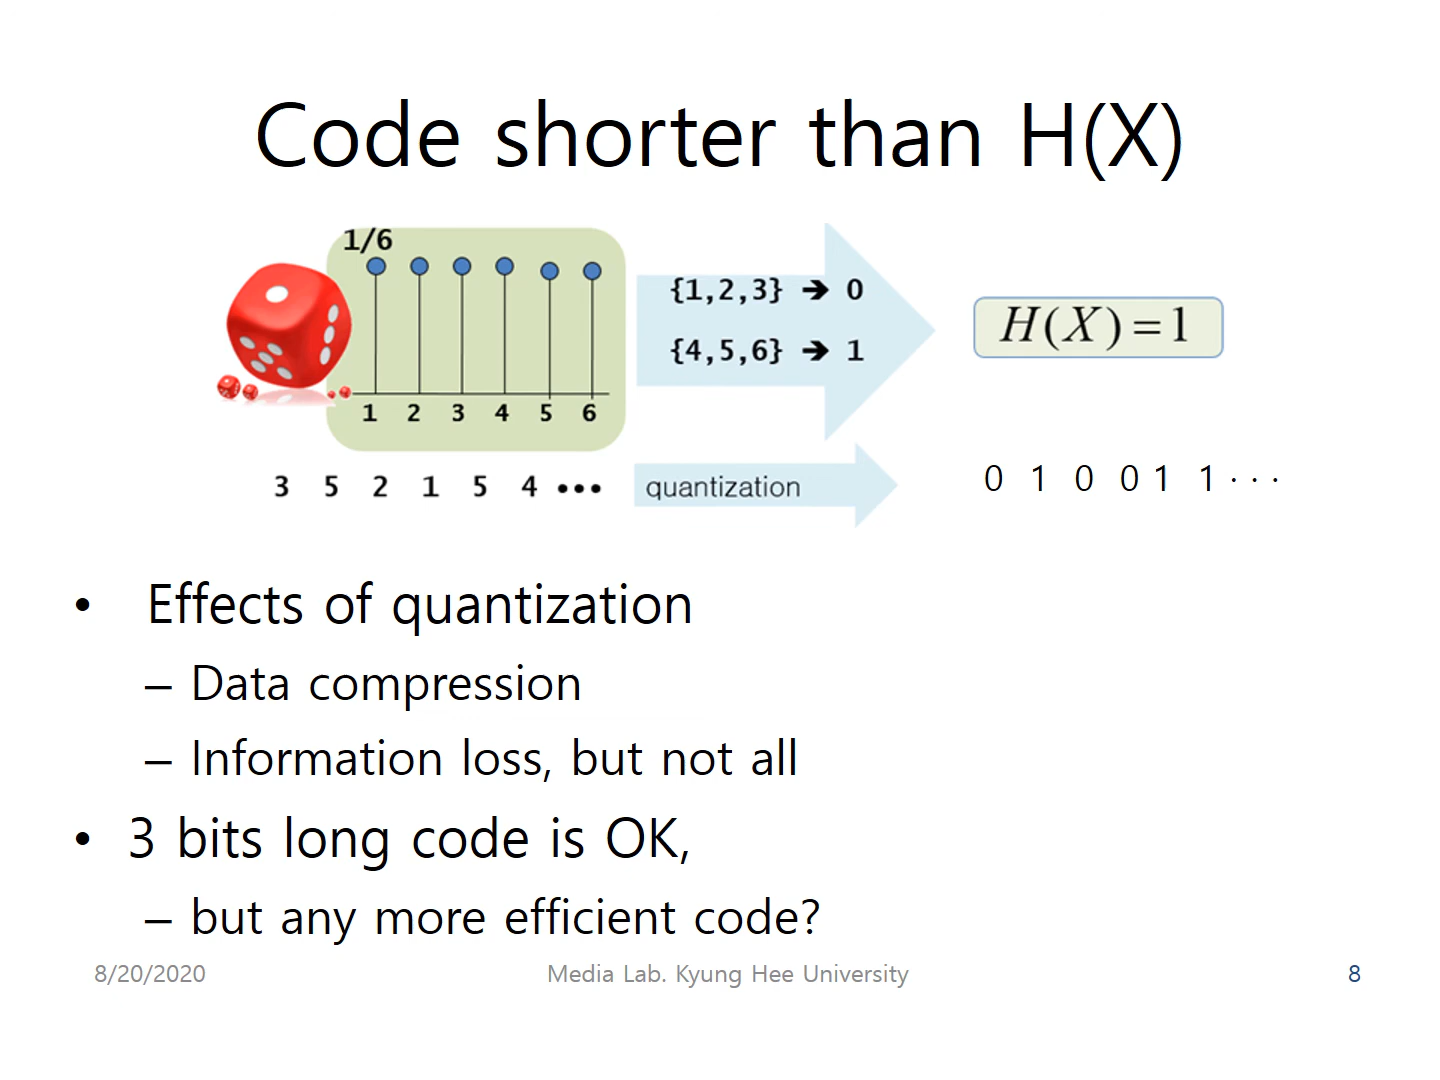 Code shorter than H(X)
1/6
1 2 3 4 5 6
{1,2,3} ➔ 0
{4,5,6} ➔ 1
H(X)=1
3 5 2 1 5 4 •••
quantization
0 1 0 0 1 1 · · ·
• Effects of quantization
– Data compression
– Information loss, but not all
• 3 bits long code is OK,
– but any more efficient code?
8/20/2020
Media Lab. Kyung Hee University
8